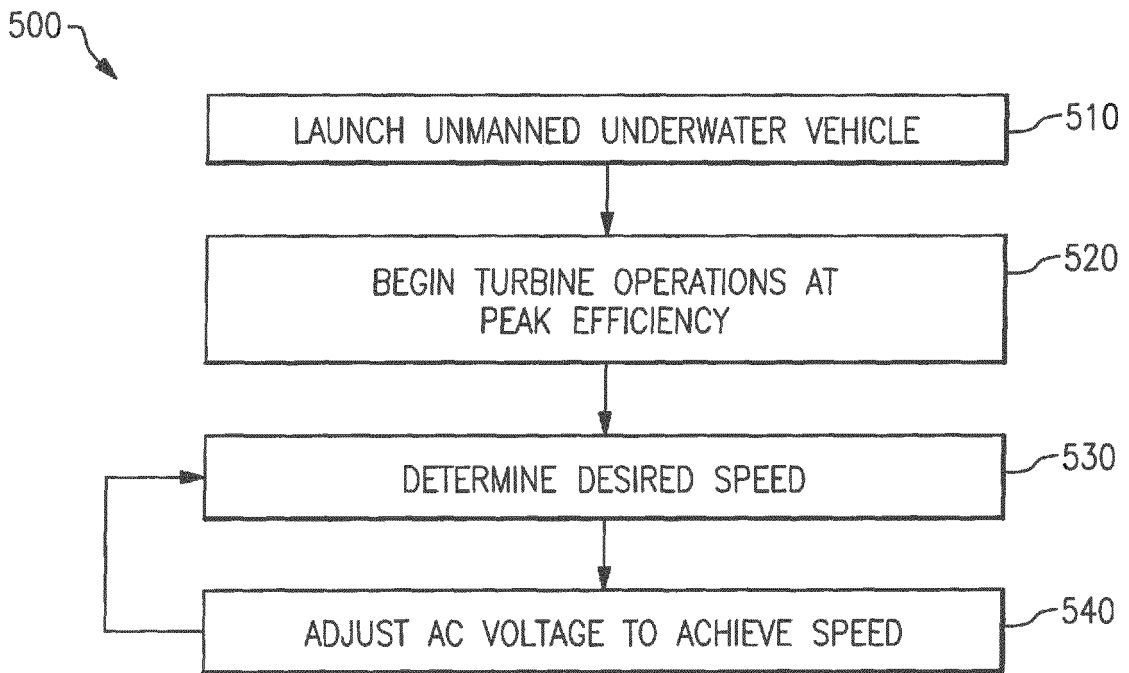 500
LAUNCH UNMANNED UNDERWATER VEHICLE
510
BEGIN TURBINE OPERATIONS AT
PEAK EFFICIENCY
520
DETERMINE DESIRED SPEED
530
ADJUST AC VOLTAGE TO ACHIEVE SPEED
540